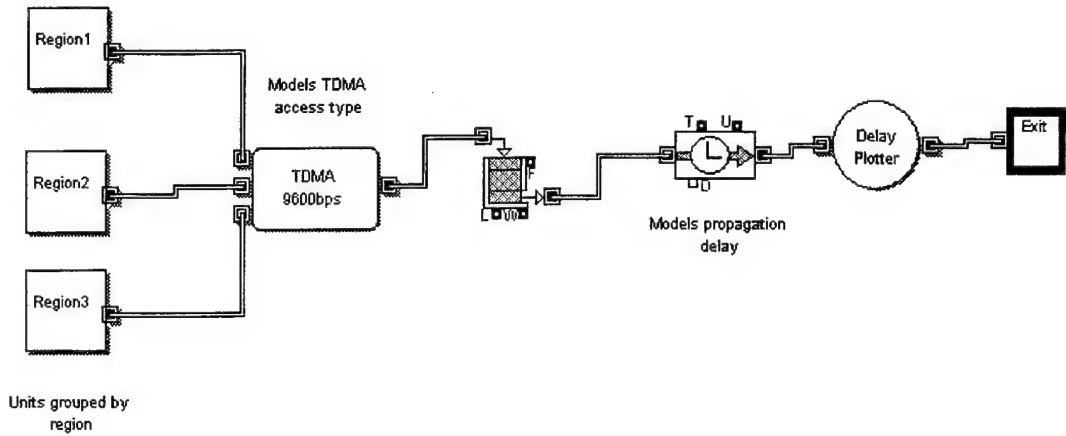 Region1
Models TDMA
access type
TDMA
9600bps
Region2
Region3
Units grouped by
region
F
L W
T U
D
Models propagation
delay
Delay
Plotter
Exit